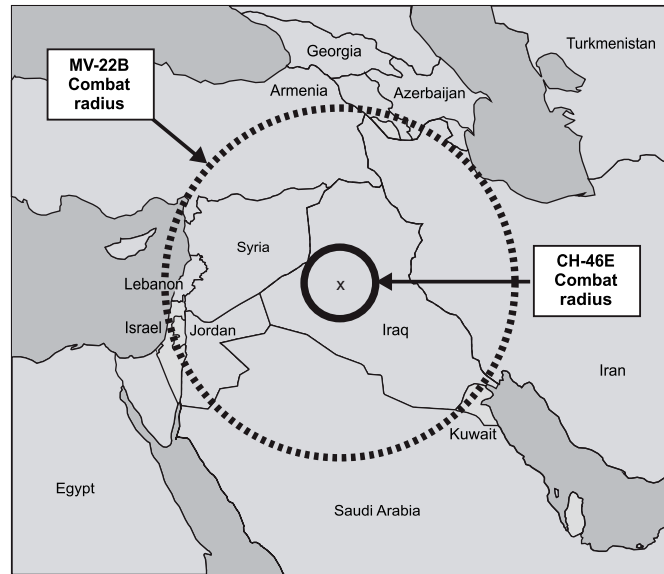 Georgia
Turkmenistan
MV-22B
Combat
radius
Armenia
Azerbaijan
Syria
Lebanon
CH-46E
Combat
radius
x
Israel
Jordan
Iraq
Iran
Kuwait
Egypt
Saudi Arabia